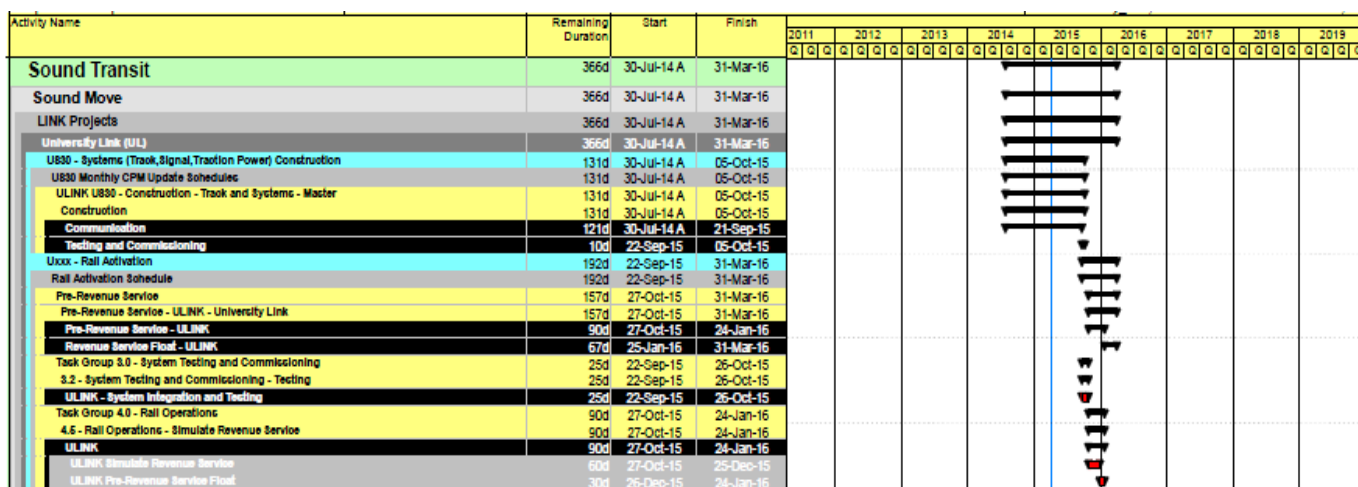 Activity Name Remaining Duration Start Finish
2011 2012 2013 2014 2015 2016 2017 2018 2019
Q Q Q Q Q Q Q Q Q Q Q Q Q Q Q Q Q Q Q Q Q Q Q Q Q Q Q Q Q Q Q Q Q Q
Sound Transit 366d 30-Jul-14 A 31-Mar-16
Sound Move 366d 30-Jul-14 A 31-Mar-16
LINK Projects 366d 30-Jul-14 A 31-Mar-16
University Link (UL) 366d 30-Jul-14 A 31-Mar-16
U830 - Systems (Track,Signal,Traction Power) Construction 131d 30-Jul-14 A 05-Oct-15
U830 Monthly CPM Update Schedules 131d 30-Jul-14 A 05-Oct-15
ULINK U830 - Construction - Track and Systems - Master 131d 30-Jul-14 A 05-Oct-15
Construction 131d 30-Jul-14 A 05-Oct-15
Communication 121d 30-Jul-14 A 21-Sep-15
Testing and Commissioning 10d 22-Sep-15 05-Oct-15
Uxxx - Rail Activation 192d 22-Sep-15 31-Mar-16
Rail Activation Schedule 192d 22-Sep-15 31-Mar-16
Pre-Revenue Service 157d 27-Oct-15 31-Mar-16
Pre-Revenue Service - ULINK - University Link 157d 27-Oct-15 31-Mar-16
Pre-Revenue Service - ULINK 90d 27-Oct-15 24-Jan-16
Revenue Service Float - ULINK 67d 25-Jan-16 31-Mar-16
Task Group 3.0 - System Testing and Commissioning 25d 22-Sep-15 26-Oct-15
3.2 - System Testing and Commissioning - Testing 25d 22-Sep-15 26-Oct-15
ULINK - System Integration and Testing 25d 22-Sep-15 26-Oct-15
Task Group 4.0 - Rail Operations 90d 27-Oct-15 24-Jan-16
4.5 - Rail Operations - Simulate Revenue Service 90d 27-Oct-15 24-Jan-16
ULINK 90d 27-Oct-15 24-Jan-16
ULINK Simulate Revenue Service 60d 27-Oct-15 25-Dec-15
ULINK Pre-Revenue Service Float 30d 26-Dec-15 24-Jan-16